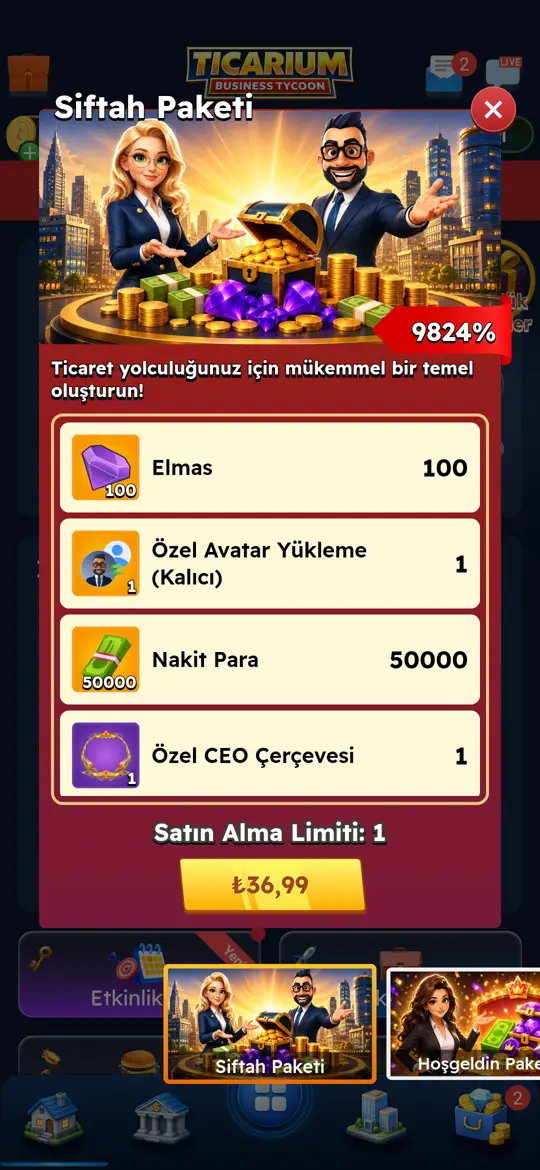 TICARIUM
BUSINESS TYCOON
2
LIVE
Siftah Paketi
9824%
Ticaret yolculuğunuz için mükemmel bir temel
oluşturun!
100
Elmas
100
1
Özel Avatar Yükleme
(Kalıcı)
1
50000
Nakit Para
50000
1
Özel CEO Çerçevesi
1
Satın Alma Limiti: 1
₺36,99
Yeni
Etkinlik
Siftah Paketi
Hoşgeldin Pake
2